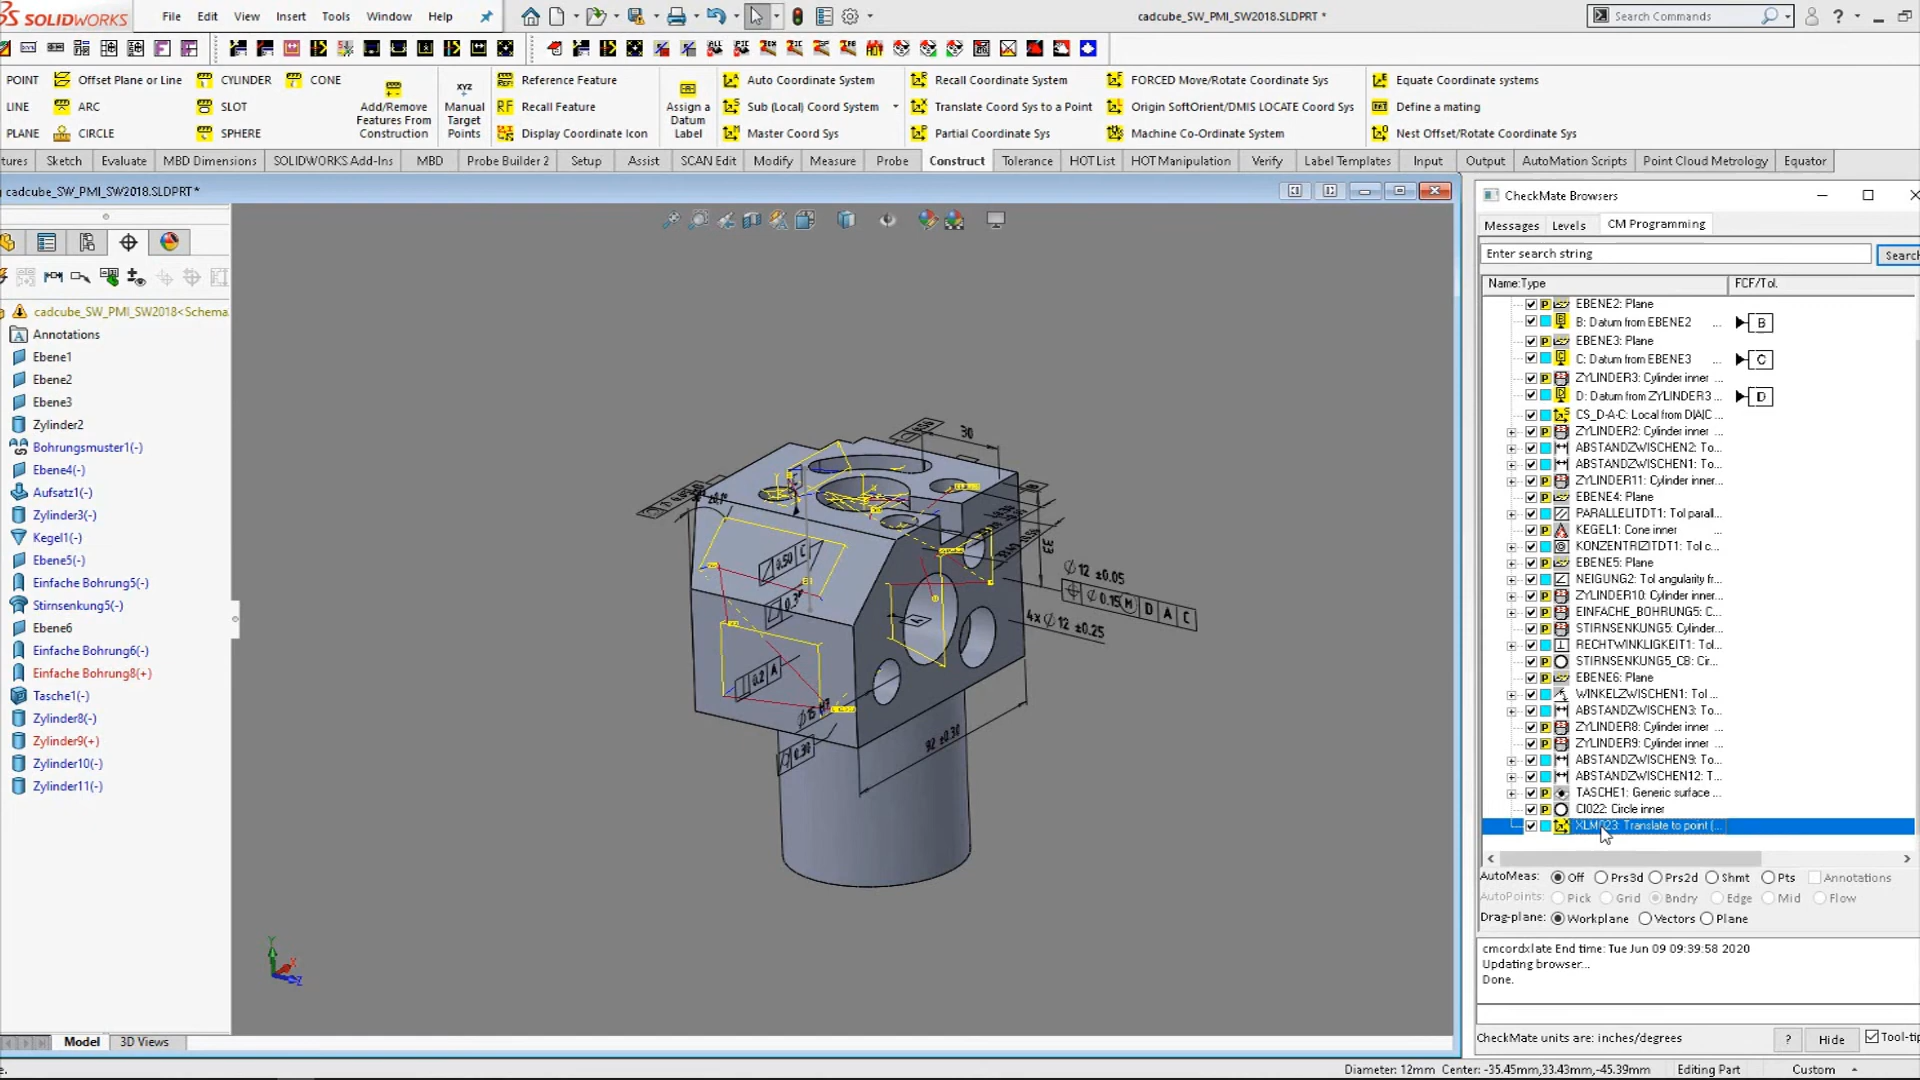 SOLIDWORKS
File Edit View Insert Tools Window Help
cadcube_SW_PMI_SW2018.SLDPRT *
Search Commands
POINT Offset Plane or Line CYLINDER CONE
LINE ARC SLOT
PLANE CIRCLE SPHERE
Add/Remove Features From Construction
Manual Target Points
Reference Feature
Recall Feature
Display Coordinate Icon
Assign a Datum Label
Auto Coordinate System
Sub (Local) Coord System
Master Coord Sys
Recall Coordinate System
Translate Coord Sys to a Point
Partial Coordinate Sys
FORCED Move/Rotate Coordinate Sys
Origin SoftOrient/DMIS LOCATE Coord Sys
Machine Co-Ordinate System
Equate Coordinate systems
Define a mating
Nest Offset/Rotate Coordinate Sys
tures Sketch Evaluate MBD Dimensions SOLIDWORKS Add-Ins MBD Probe Builder 2 Setup Assist SCAN Edit Modify Measure Probe Construct Tolerance HOT List HOT Manipulation Verify Label Templates Input Output AutoMation Scripts Point Cloud Metrology Equator
cadcube_SW_PMI_SW2018.SLDPRT *
cadcube_SW_PMI_SW2018<Schema
Annotations
Ebene1
Ebene2
Ebene3
Zylinder2
Bohrungsmuster1(-)
Ebene4(-)
Aufsatz1(-)
Zylinder3(-)
Kegel1(-)
Ebene5(-)
Einfache Bohrung5(-)
Stirnsenkung5(-)
Ebene6
Einfache Bohrung6(-)
Einfache Bohrung8(+)
Tasche1(-)
Zylinder8(-)
Zylinder9(+)
Zylinder10(-)
Zylinder11(-)
Model 3D Views
30
33
0.50 C
0.3
0.2 A
0.30
92 ±0.30
∅ 12 ±0.05
∅ 0.15 Ⓜ D A C
4x ∅ 12 ±0.25
Y
X
Z
CheckMate Browsers
Messages Levels CM Programming
Enter search string
Search
Name:Type FCF/Tol.
EBENE2: Plane
B: Datum from EBENE2 ... B
EBENE3: Plane
C: Datum from EBENE3 ... C
ZYLINDER3: Cylinder inner ...
D: Datum from ZYLINDER3 ... D
CS_D-A-C: Local from D|A|C ...
ZYLINDER2: Cylinder inner ...
ABSTANDZWISCHEN2: To...
ABSTANDZWISCHEN1: To...
ZYLINDER11: Cylinder inner...
EBENE4: Plane
PARALLELITDT1: Tol parall...
KEGEL1: Cone inner
KONZENTRIZITDT1: Tol c...
EBENE5: Plane
NEIGUNG2: Tol angularity fr...
ZYLINDER10: Cylinder inner...
EINFACHE_BOHRUNG5: C...
STIRNSENKUNG5: Cylinder...
RECHTWINKLIGKEIT1: Tol...
STIRNSENKUNG5_CB: Cir...
EBENE6: Plane
WINKELZWISCHEN1: Tol ...
ABSTANDZWISCHEN3: To...
ZYLINDER8: Cylinder inner ...
ZYLINDER9: Cylinder inner ...
ABSTANDZWISCHEN9: To...
ABSTANDZWISCHEN12: T...
TASCHE1: Generic surface ...
CI022: Circle inner
XLM023: Translate to point (...
AutoMeas: Off Prs3d Prs2d Shmt Pts Annotations
AutoPoints: Pick Grid Bndry Edge Mid Flow
Drag-plane: Workplane Vectors Plane
cmcordxlate End time: Tue Jun 09 09:39:58 2020
Updating browser...
Done.
CheckMate units are: inches/degrees
? Hide Tool-tip
Diameter: 12mm Center: -35.45mm,33.43mm,-45.39mm Editing Part Custom